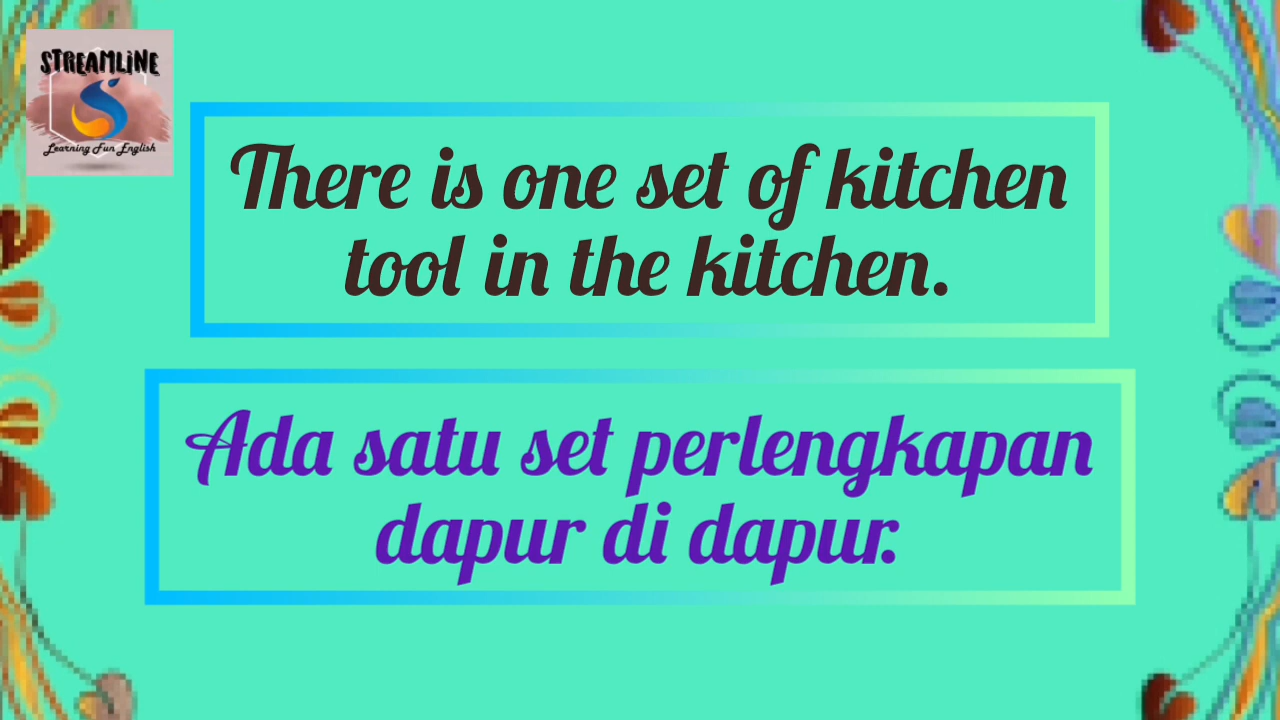 STREAMLINE
Learning Fun English
There is one set of kitchen
tool in the kitchen.
Ada satu set perlengkapan
dapur di dapur.